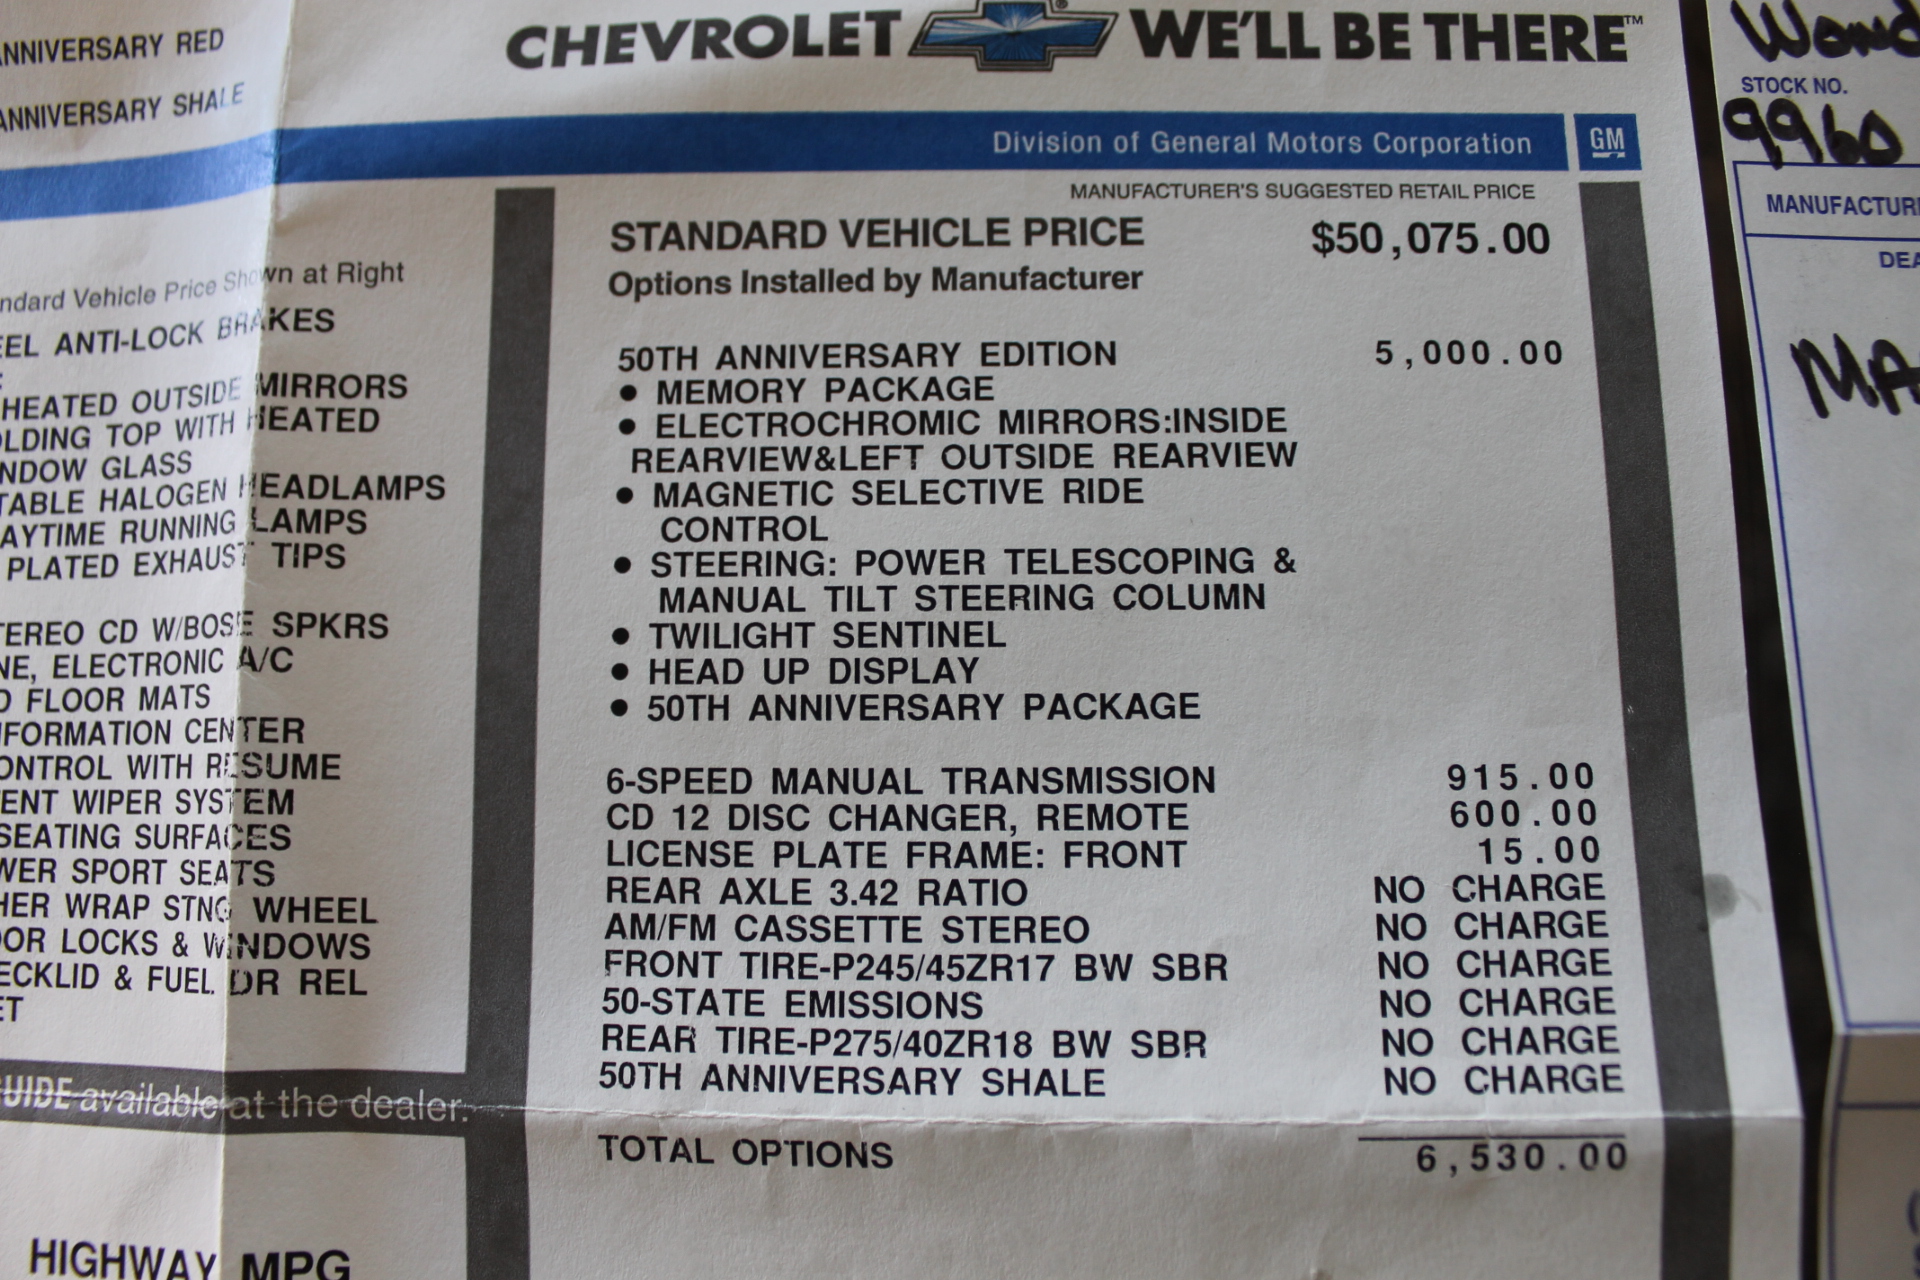 ANNIVERSARY RED
ANNIVERSARY SHALE
CHEVROLET WE'LL BE THERE™
Division of General Motors Corporation GM
ndard Vehicle Price Shown at Right
EEL ANTI-LOCK BRAKES
HEATED OUTSIDE MIRRORS
OLDING TOP WITH HEATED
NDOW GLASS
TABLE HALOGEN HEADLAMPS
AYTIME RUNNING LAMPS
PLATED EXHAUST TIPS
TEREO CD W/BOSE SPKRS
NE, ELECTRONIC A/C
D FLOOR MATS
NFORMATION CENTER
ONTROL WITH RESUME
ENT WIPER SYSTEM
SEATING SURFACES
WER SPORT SEATS
HER WRAP STNG WHEEL
OOR LOCKS & WINDOWS
ECKLID & FUEL DR REL
ET
GUIDE available at the dealer.
HIGHWAY MPG
MANUFACTURER'S SUGGESTED RETAIL PRICE
STANDARD VEHICLE PRICE $50,075.00
Options Installed by Manufacturer
50TH ANNIVERSARY EDITION 5,000.00
• MEMORY PACKAGE
• ELECTROCHROMIC MIRRORS:INSIDE
REARVIEW&LEFT OUTSIDE REARVIEW
• MAGNETIC SELECTIVE RIDE
CONTROL
• STEERING: POWER TELESCOPING &
MANUAL TILT STEERING COLUMN
• TWILIGHT SENTINEL
• HEAD UP DISPLAY
• 50TH ANNIVERSARY PACKAGE
6-SPEED MANUAL TRANSMISSION 915.00
CD 12 DISC CHANGER, REMOTE 600.00
LICENSE PLATE FRAME: FRONT 15.00
REAR AXLE 3.42 RATIO NO CHARGE
AM/FM CASSETTE STEREO NO CHARGE
FRONT TIRE-P245/45ZR17 BW SBR NO CHARGE
50-STATE EMISSIONS NO CHARGE
REAR TIRE-P275/40ZR18 BW SBR NO CHARGE
50TH ANNIVERSARY SHALE NO CHARGE
TOTAL OPTIONS 6,530.00
STOCK NO.
9960
MANUFACTUR
DEA
MA